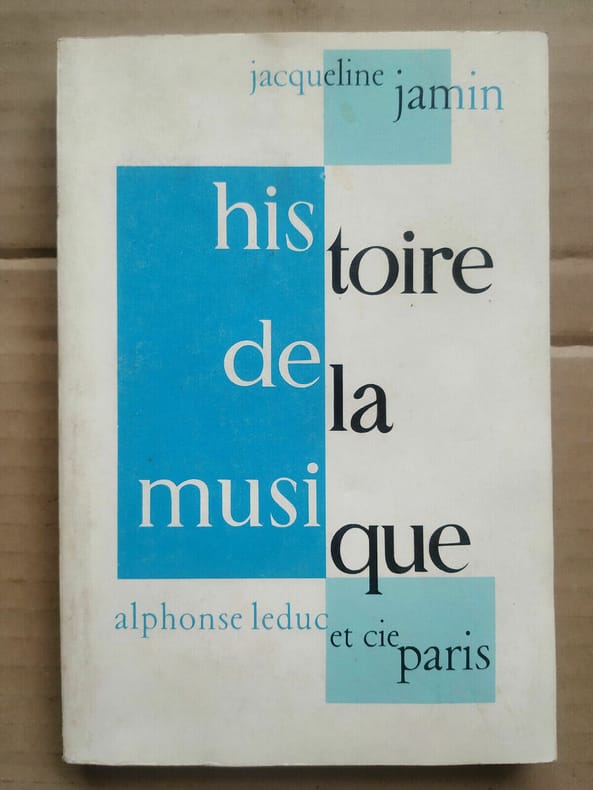 jacqueline jamin
histoire
de la
musique
alphonse leduc et cie paris